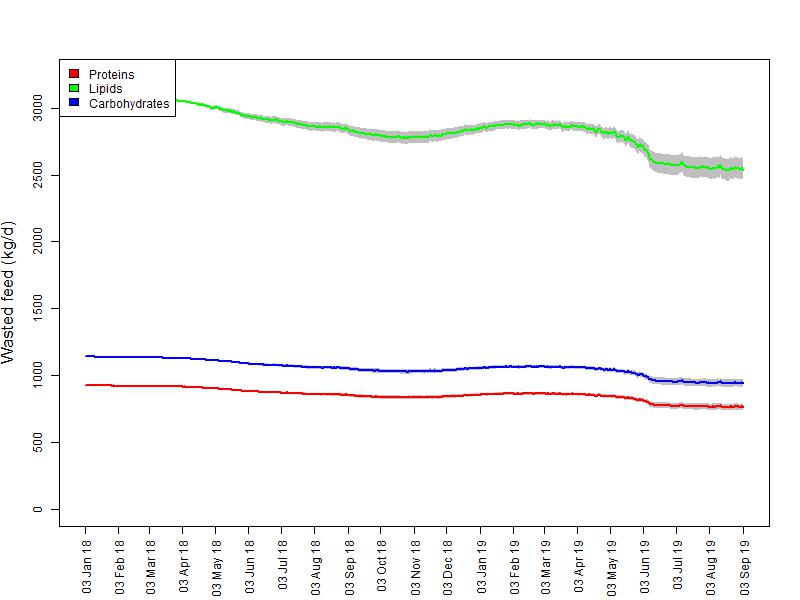 Proteins
Lipids
Carbohydrates
Wasted feed (kg/d)
3000
2500
2000
1500
1000
500
0
03 Jan 18
03 Feb 18
03 Mar 18
03 Apr 18
03 May 18
03 Jun 18
03 Jul 18
03 Aug 18
03 Sep 18
03 Oct 18
03 Nov 18
03 Dec 18
03 Jan 19
03 Feb 19
03 Mar 19
03 Apr 19
03 May 19
03 Jun 19
03 Jul 19
03 Aug 19
03 Sep 19